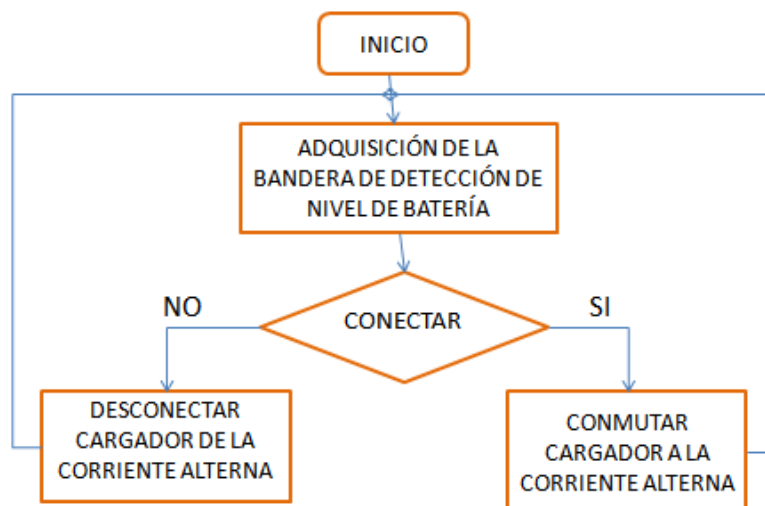 INICIO
ADQUISICIÓN DE LA
BANDERA DE DETECCIÓN DE
NIVEL DE BATERÍA
CONECTAR
NO
SI
DESCONECTAR
CARGADOR DE LA
CORRIENTE ALTERNA
CONMUTAR
CARGADOR A LA
CORRIENTE ALTERNA